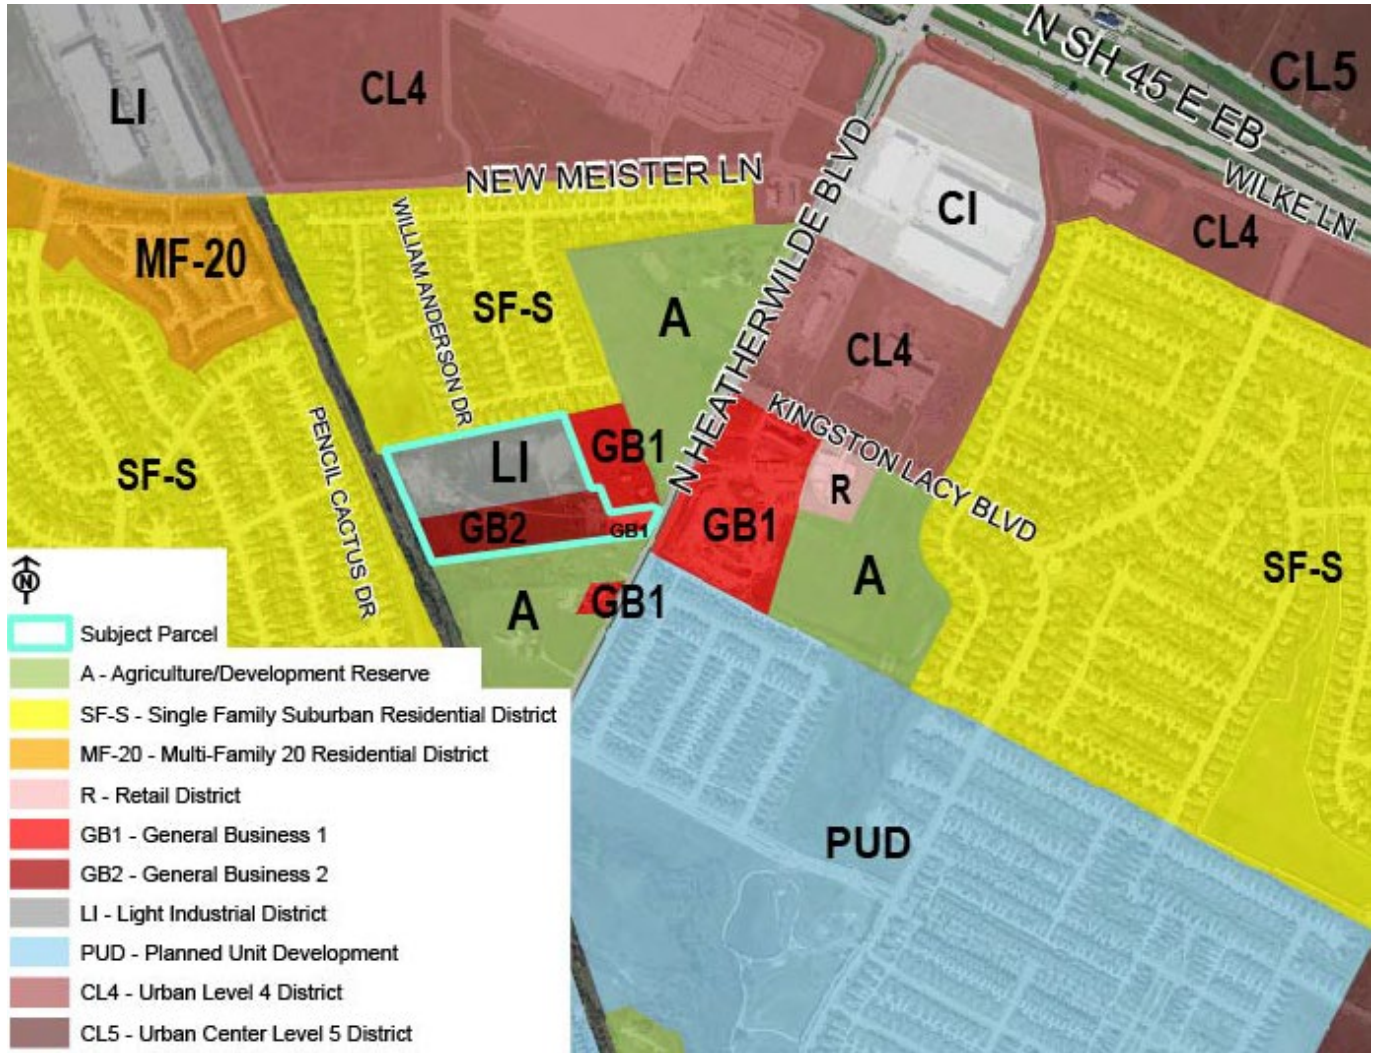 N SH 45 E EB
CL5
LI
CL4
NEW MEISTER LN
N HEATHERWILDE BLVD
WILKE LN
CI
CL4
MF-20
WILLIAM ANDERSON DR
SF-S
A
CL4
KINGSTON LACY BLVD
PENCIL CACTUS DR
SF-S
LI
GB1
R
GB2
GB1
GB1
SF-S
A
A
GB1
PUD
N
Subject Parcel
A - Agriculture/Development Reserve
SF-S - Single Family Suburban Residential District
MF-20 - Multi-Family 20 Residential District
R - Retail District
GB1 - General Business 1
GB2 - General Business 2
LI - Light Industrial District
PUD - Planned Unit Development
CL4 - Urban Level 4 District
CL5 - Urban Center Level 5 District